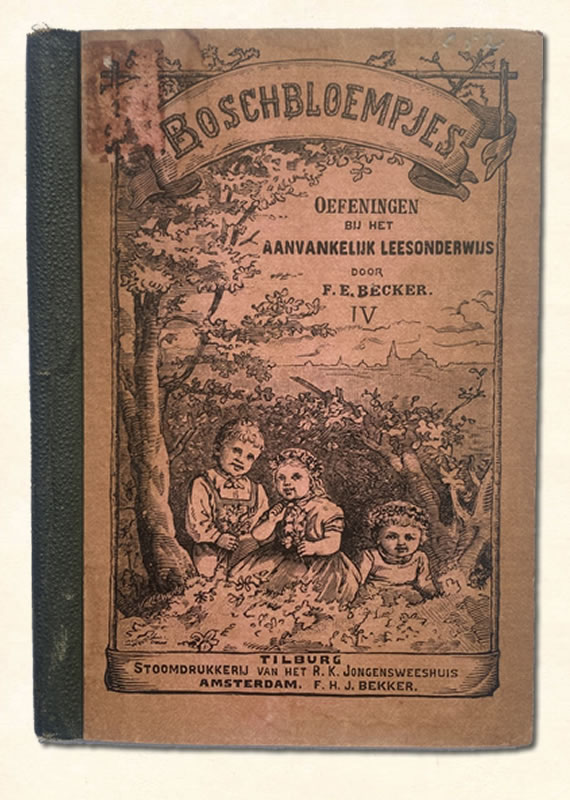 BOSCHBLOEMPJES
OEFENINGEN
BIJ HET
AANVANKELIJK LEESONDERWIJS
DOOR
F. E. BECKER.
IV
TILBURG
STOOMDRUKKERIJ VAN HET R. K. JONGENSWEESHUIS
AMSTERDAM. F. H. J. BEKKER.